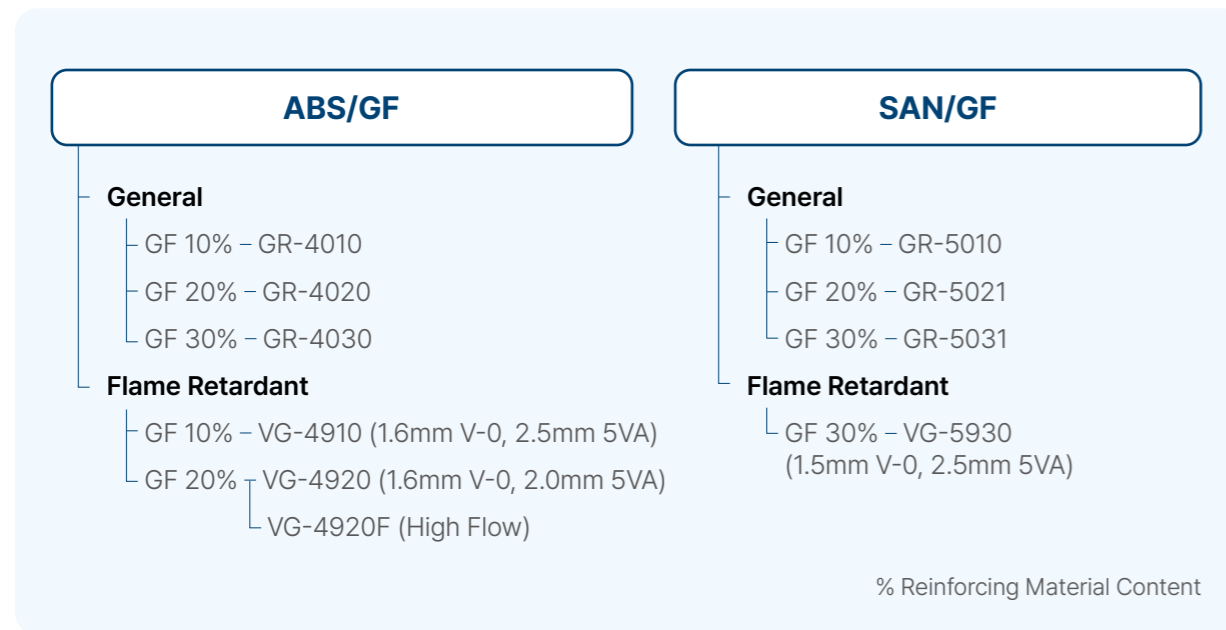 ABS/GF
General
GF 10% – GR-4010
GF 20% – GR-4020
GF 30% – GR-4030
Flame Retardant
GF 10% – VG-4910 (1.6mm V-0, 2.5mm 5VA)
GF 20% VG-4920 (1.6mm V-0, 2.0mm 5VA)
VG-4920F (High Flow)
SAN/GF
General
GF 10% – GR-5010
GF 20% – GR-5021
GF 30% – GR-5031
Flame Retardant
GF 30% – VG-5930
(1.5mm V-0, 2.5mm 5VA)
% Reinforcing Material Content